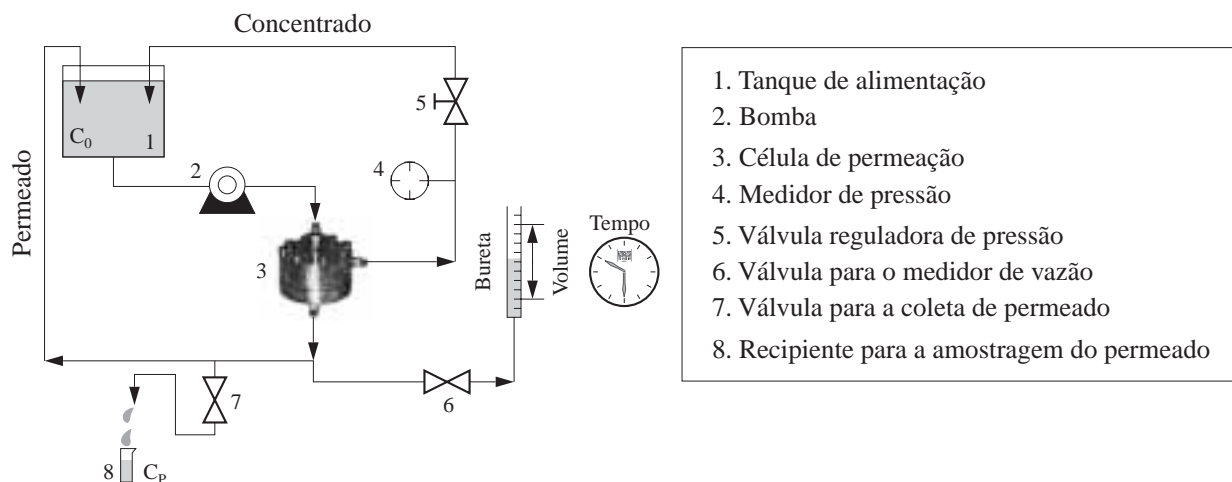 Concentrado
Permeado
C₀
1
2
3
4
5
Bureta
Volume
Tempo
6
7
8
Cₚ
1. Tanque de alimentação
2. Bomba
3. Célula de permeação
4. Medidor de pressão
5. Válvula reguladora de pressão
6. Válvula para o medidor de vazão
7. Válvula para a coleta de permeado
8. Recipiente para a amostragem do permeado